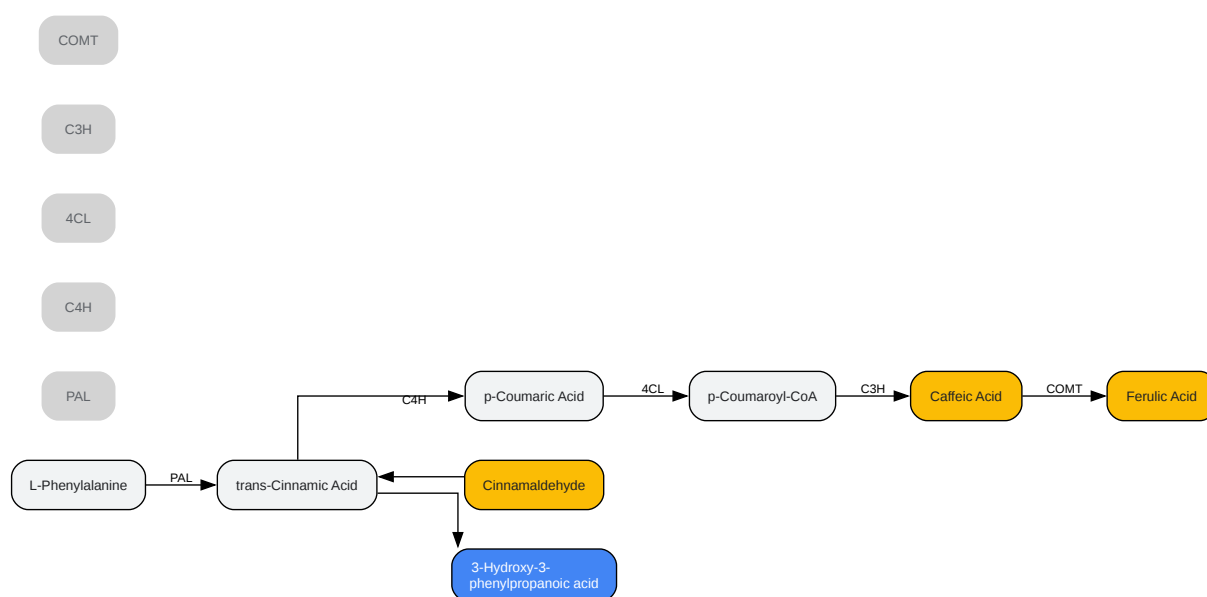 COMT
C3H
4CL
C4H
PAL
p-Coumaric Acid
4CL
p-Coumaroyl-CoA
C3H
Caffeic Acid
COMT
Ferulic Acid
C4H
L-Phenylalanine
PAL
trans-Cinnamic Acid
Cinnamaldehyde
3-Hydroxy-3-
phenylpropanoic acid